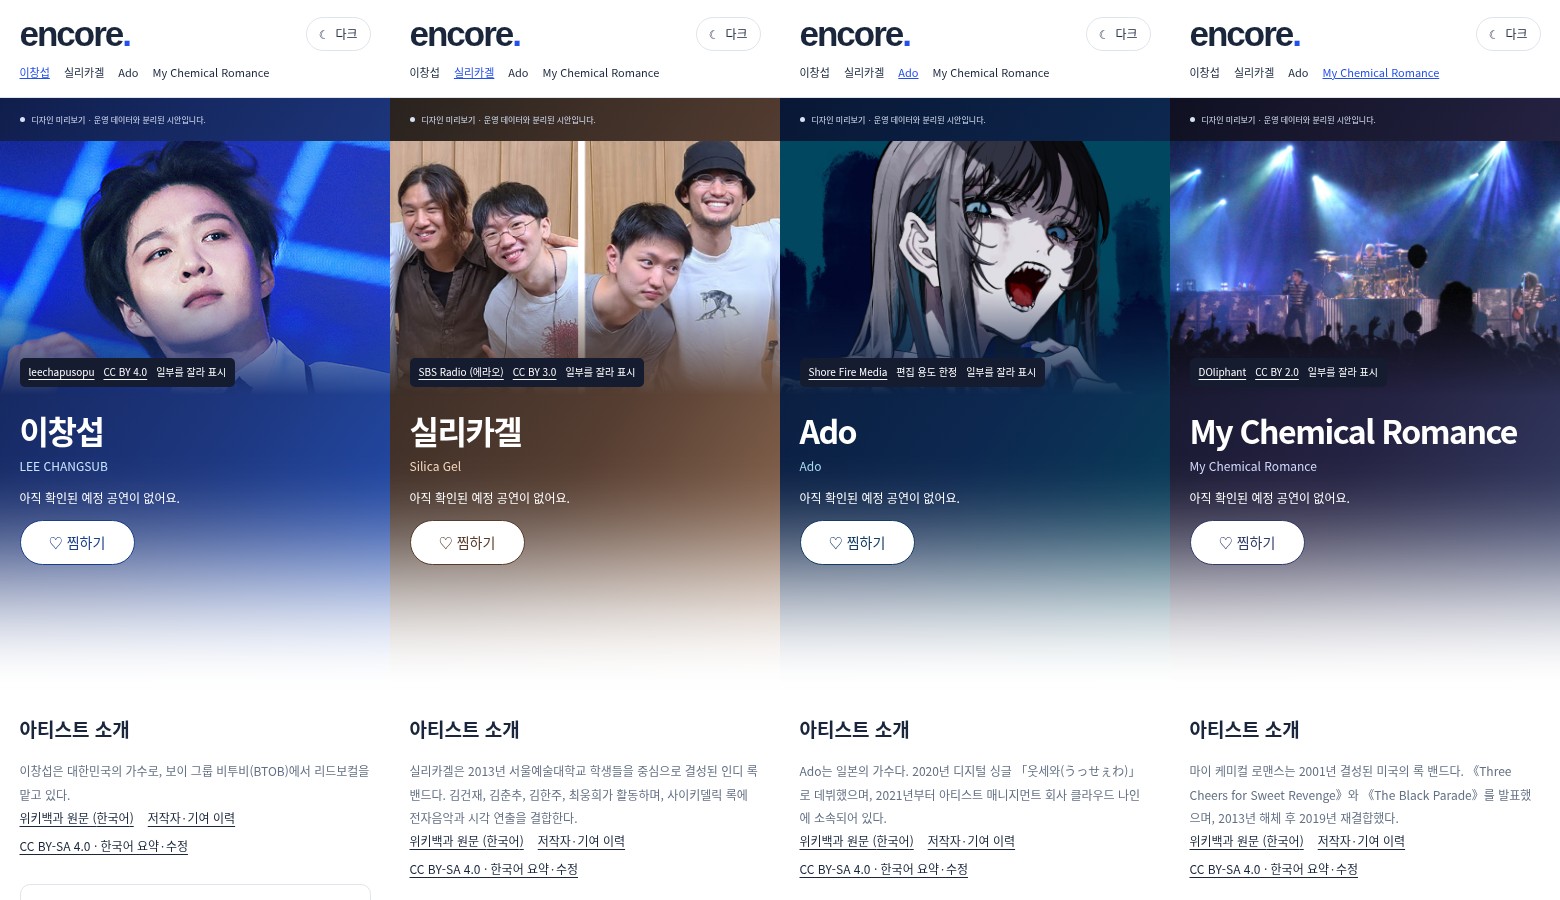 encore.
☾ 다크
이창섭 실리카겔 Ado My Chemical Romance
디자인 미리보기 · 운영 데이터와 분리된 시안입니다.
leechapusopu CC BY 4.0 일부를 잘라 표시
이창섭
LEE CHANGSUB
아직 확인된 예정 공연이 없어요.
♡ 찜하기
아티스트 소개
이창섭은 대한민국의 가수로, 보이 그룹 비투비(BTOB)에서 리드보컬을
맡고 있다.
위키백과 원문 (한국어) 저작자·기여 이력
CC BY-SA 4.0 · 한국어 요약·수정
encore.
☾ 다크
이창섭 실리카겔 Ado My Chemical Romance
디자인 미리보기 · 운영 데이터와 분리된 시안입니다.
SBS Radio (에라오) CC BY 3.0 일부를 잘라 표시
실리카겔
Silica Gel
아직 확인된 예정 공연이 없어요.
♡ 찜하기
아티스트 소개
실리카겔은 2013년 서울예술대학교 학생들을 중심으로 결성된 인디 록
밴드다. 김건재, 김춘추, 김한주, 최웅희가 활동하며, 사이키델릭 록에
전자음악과 시각 연출을 결합한다.
위키백과 원문 (한국어) 저작자·기여 이력
CC BY-SA 4.0 · 한국어 요약·수정
encore.
☾ 다크
이창섭 실리카겔 Ado My Chemical Romance
디자인 미리보기 · 운영 데이터와 분리된 시안입니다.
Shore Fire Media 편집 용도 한정 일부를 잘라 표시
Ado
Ado
아직 확인된 예정 공연이 없어요.
♡ 찜하기
아티스트 소개
Ado는 일본의 가수다. 2020년 디지털 싱글 「웃세와(うっせぇわ)」
로 데뷔했으며, 2021년부터 아티스트 매니지먼트 회사 클라우드 나인
에 소속되어 있다.
위키백과 원문 (한국어) 저작자·기여 이력
CC BY-SA 4.0 · 한국어 요약·수정
encore.
☾ 다크
이창섭 실리카겔 Ado My Chemical Romance
디자인 미리보기 · 운영 데이터와 분리된 시안입니다.
DOliphant CC BY 2.0 일부를 잘라 표시
My Chemical Romance
My Chemical Romance
아직 확인된 예정 공연이 없어요.
♡ 찜하기
아티스트 소개
마이 케미컬 로맨스는 2001년 결성된 미국의 록 밴드다. 《Three
Cheers for Sweet Revenge》와 《The Black Parade》를 발표했
으며, 2013년 해체 후 2019년 재결합했다.
위키백과 원문 (한국어) 저작자·기여 이력
CC BY-SA 4.0 · 한국어 요약·수정